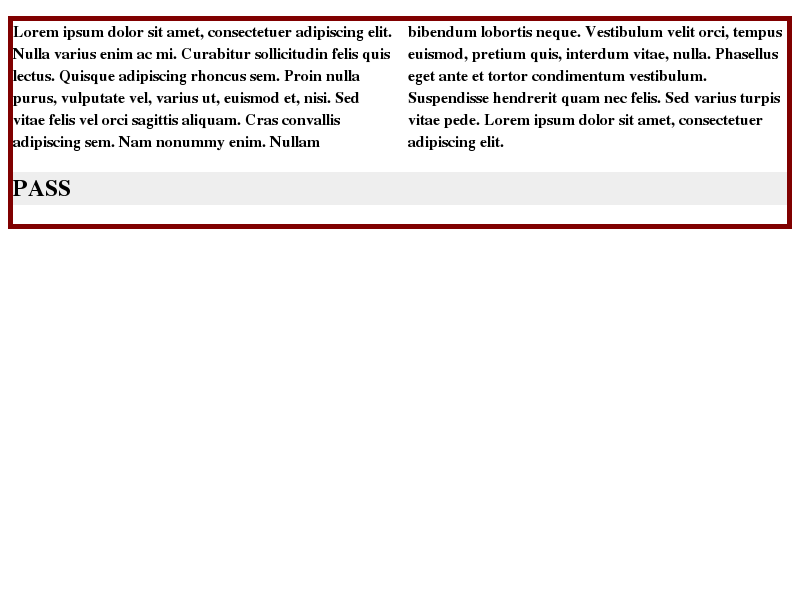 Lorem ipsum dolor sit amet, consectetuer adipiscing elit.
Nulla varius enim ac mi. Curabitur sollicitudin felis quis
lectus. Quisque adipiscing rhoncus sem. Proin nulla
purus, vulputate vel, varius ut, euismod et, nisi. Sed
vitae felis vel orci sagittis aliquam. Cras convallis
adipiscing sem. Nam nonummy enim. Nullam
bibendum lobortis neque. Vestibulum velit orci, tempus
euismod, pretium quis, interdum vitae, nulla. Phasellus
eget ante et tortor condimentum vestibulum.
Suspendisse hendrerit quam nec felis. Sed varius turpis
vitae pede. Lorem ipsum dolor sit amet, consectetuer
adipiscing elit.
PASS